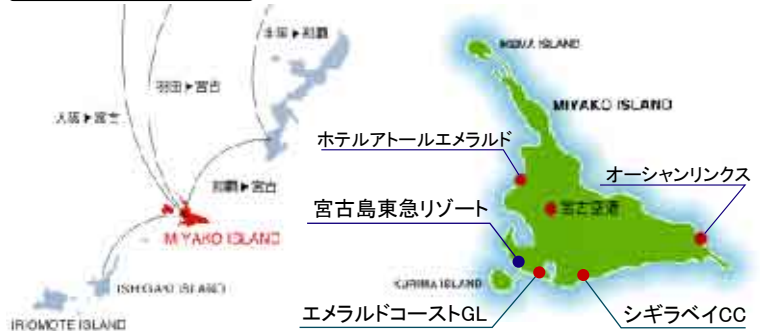 本土▶那覇
羽田▶宮古
大阪▶宮古
那覇▶宮古
MIYAKO ISLAND
ISHIGAKI ISLAND
IRIOMOTE ISLAND
ISLAND
MIYAKO ISLAND
ホテルアトールエメラルド
オーシャンリンクス
宮古島東急リゾート
宮古空港
KURIMA ISLAND
エメラルドコーストGL
シギラベイCC